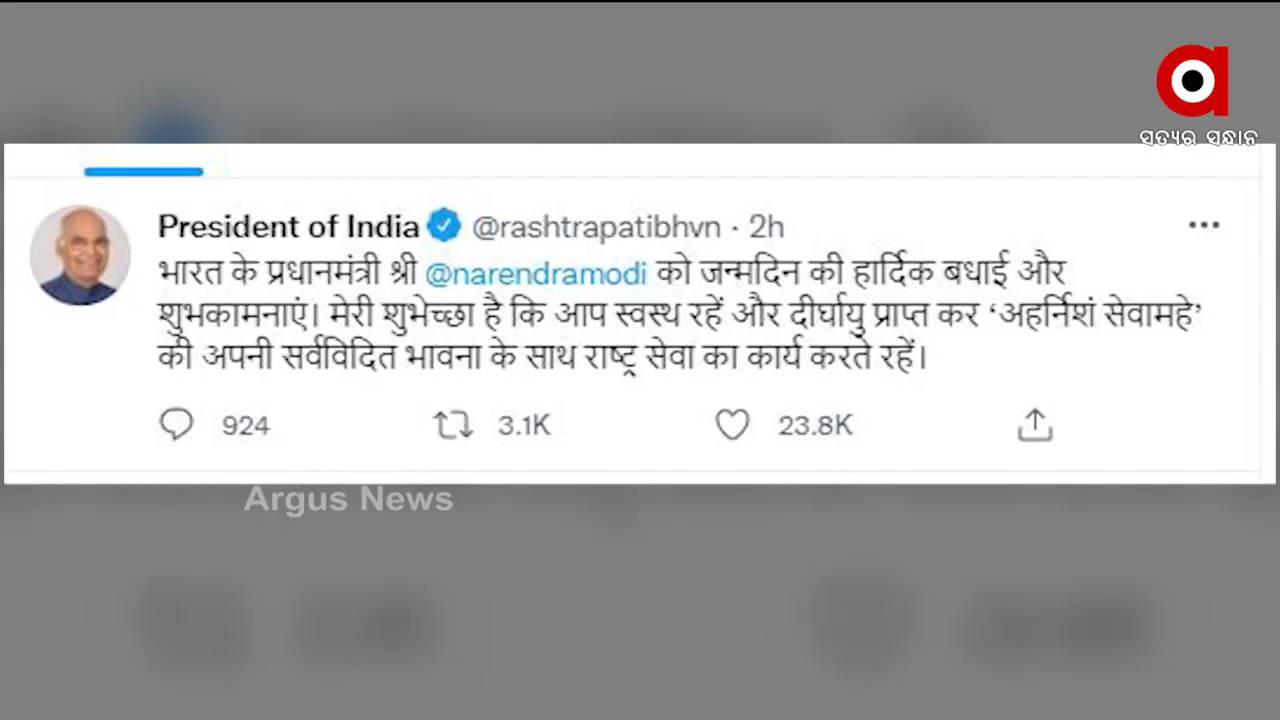 ସତ୍ୟର ସନ୍ଧାନ
President of India @rashtrapatibhvn · 2h
भारत के प्रधानमंत्री श्री @narendramodi को जन्मदिन की हार्दिक बधाई और
शुभकामनाएं। मेरी शुभेच्छा है कि आप स्वस्थ रहें और दीर्घायु प्राप्त कर ‘अहर्निशं सेवामहे’
की अपनी सर्वविदित भावना के साथ राष्ट्र सेवा का कार्य करते रहें।
924 3.1K 23.8K
Argus News